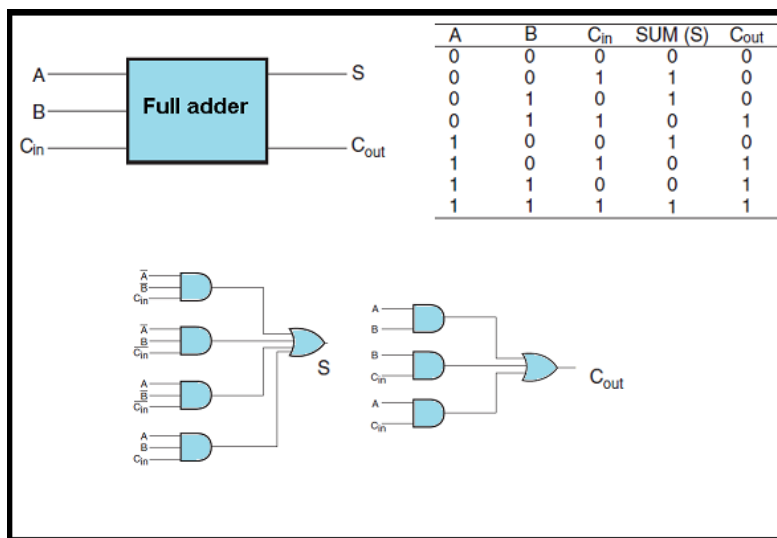 A
B
Cin
Full adder
S
Cout
A B Cin SUM (S) Cout
0 0 0 0 0
0 0 1 1 0
0 1 0 1 0
0 1 1 0 1
1 0 0 1 0
1 0 1 0 1
1 1 0 0 1
1 1 1 1 1
A̅
B̅
Cin
A̅
B
C̅i̅n̅
A
B̅
C̅i̅n̅
A
B
Cin
S
A
B
B
Cin
A
Cin
Cout